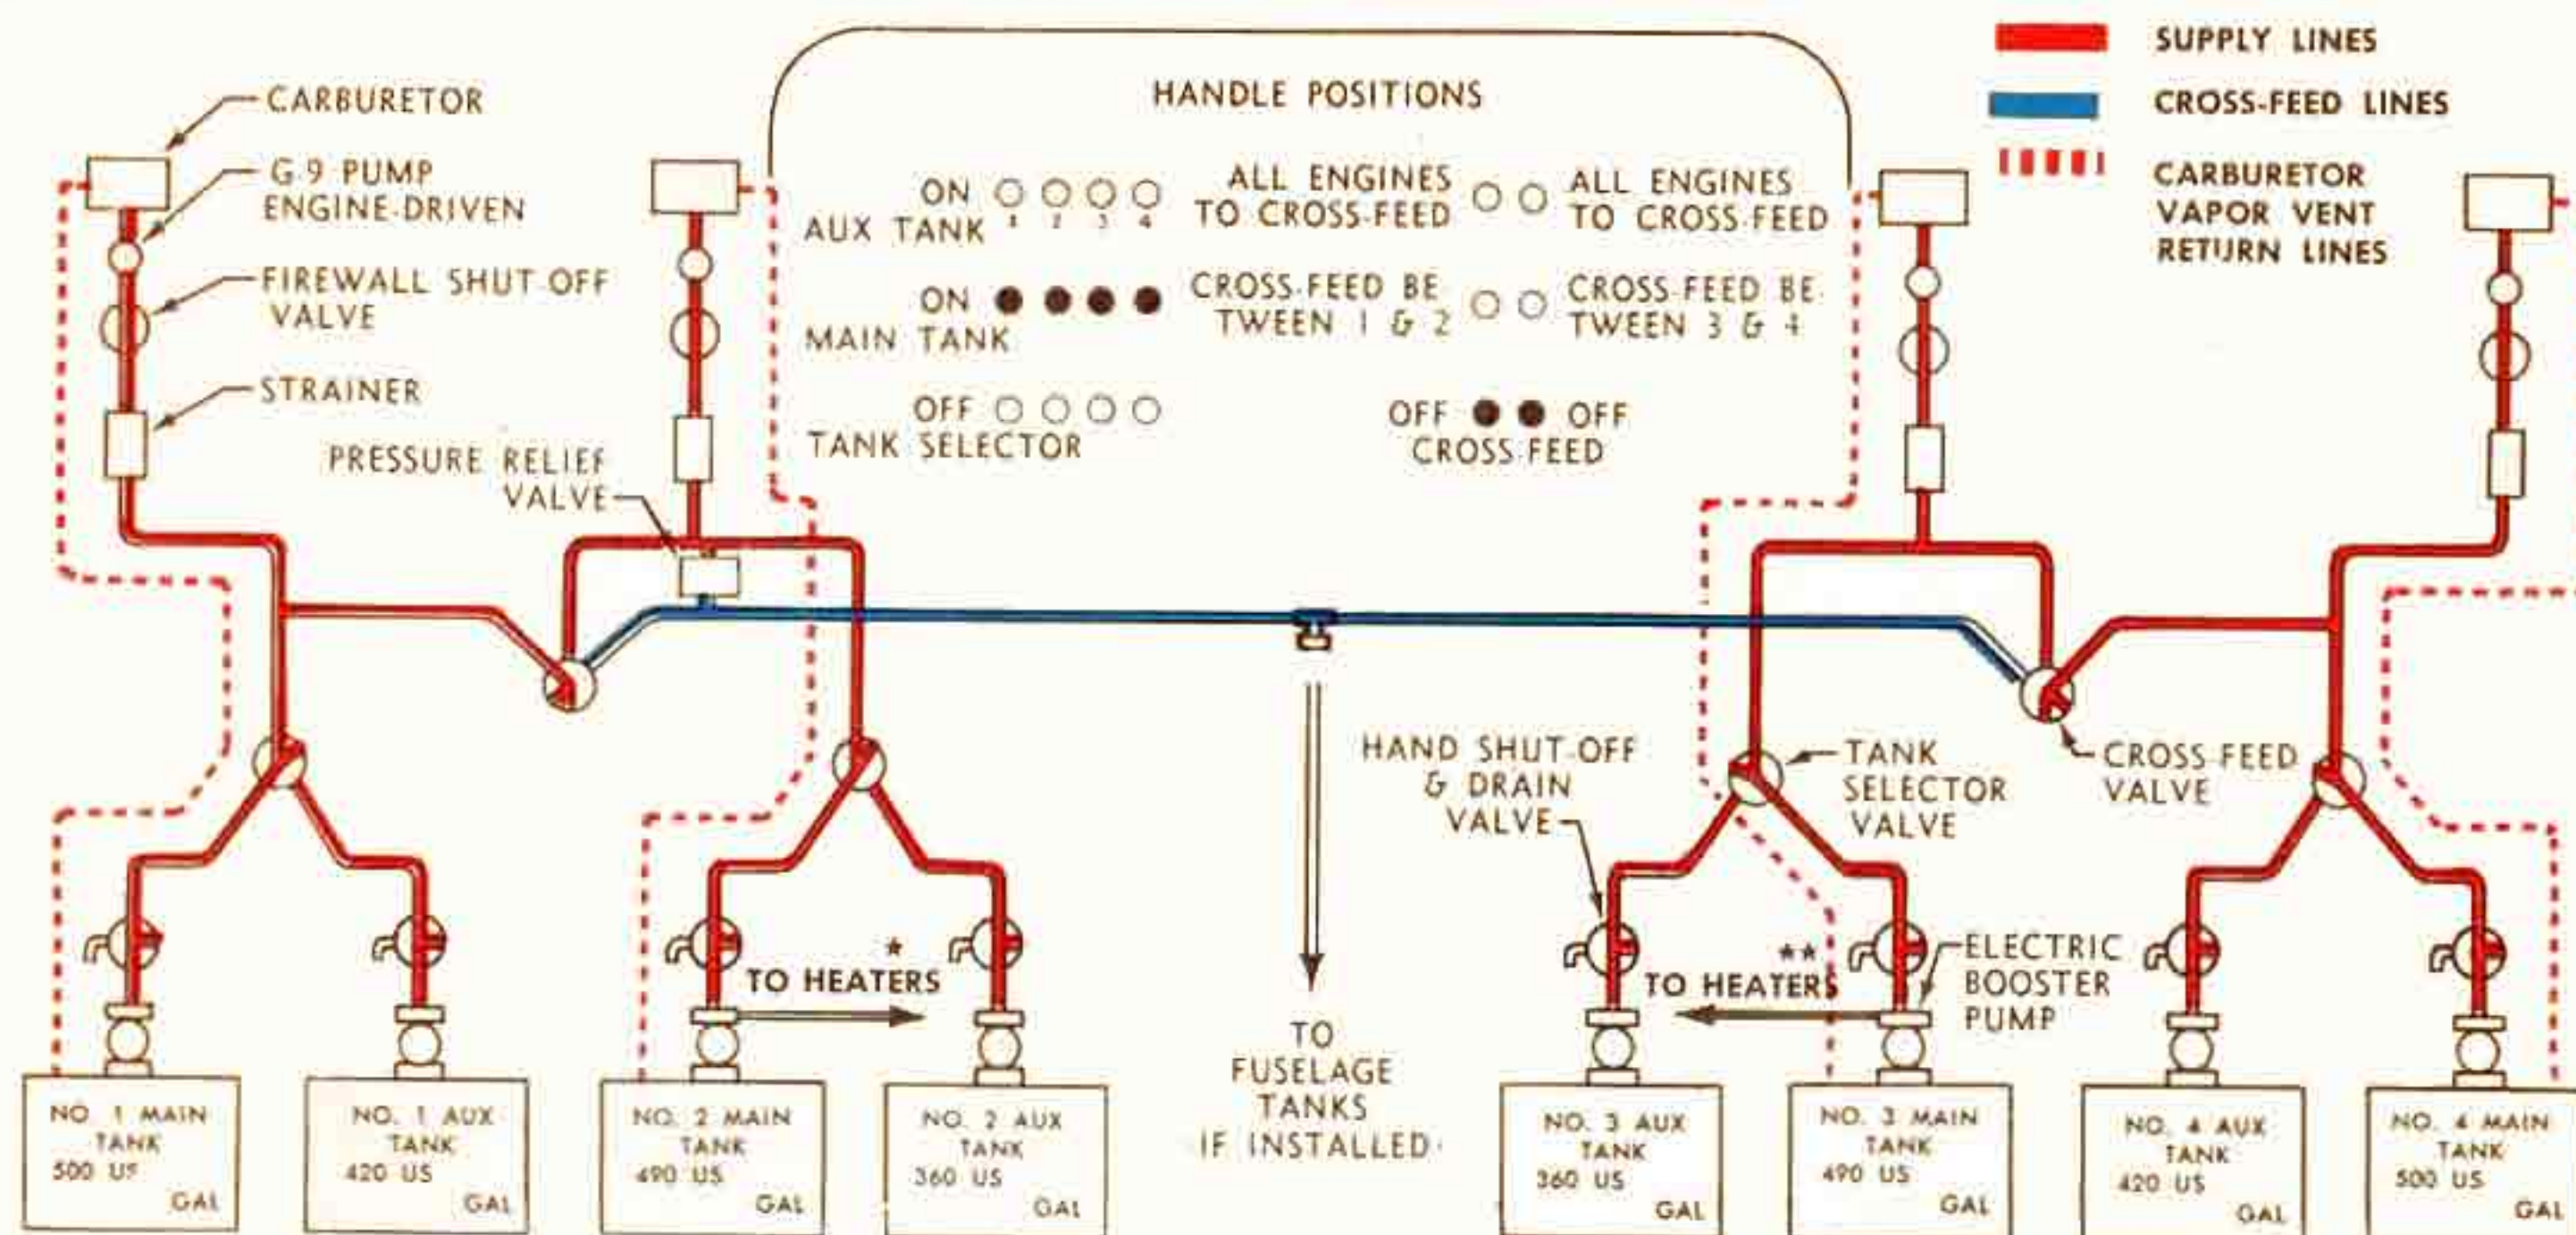 SUPPLY LINES
CROSS-FEED LINES
CARBURETOR
VAPOR VENT
RETURN LINES
CARBURETOR
G-9 PUMP
ENGINE-DRIVEN
FIREWALL SHUT OFF
VALVE
STRAINER
PRESSURE RELIEF
VALVE
HANDLE POSITIONS
ON
AUX TANK
1 2 3 4
ALL ENGINES
TO CROSS-FEED
ALL ENGINES
TO CROSS-FEED
ON
MAIN TANK
CROSS-FEED BE
TWEEN 1 & 2
CROSS-FEED BE
TWEEN 3 & 4
OFF
TANK SELECTOR
OFF OFF
CROSS-FEED
HAND SHUT-OFF
& DRAIN
VALVE
TANK
SELECTOR
VALVE
CROSS FEED
VALVE
*
TO HEATERS
**
TO HEATERS
ELECTRIC
BOOSTER
PUMP
TO
FUSELAGE
TANKS
IF INSTALLED
NO. 1 MAIN
TANK
500 US
GAL
NO. 1 AUX
TANK
420 US
GAL
NO. 2 MAIN
TANK
490 US
GAL
NO. 2 AUX
TANK
360 US
GAL
NO. 3 AUX
TANK
360 US
GAL
NO. 3 MAIN
TANK
490 US
GAL
NO. 4 AUX
TANK
420 US
GAL
NO. 4 MAIN
TANK
500 US
GAL